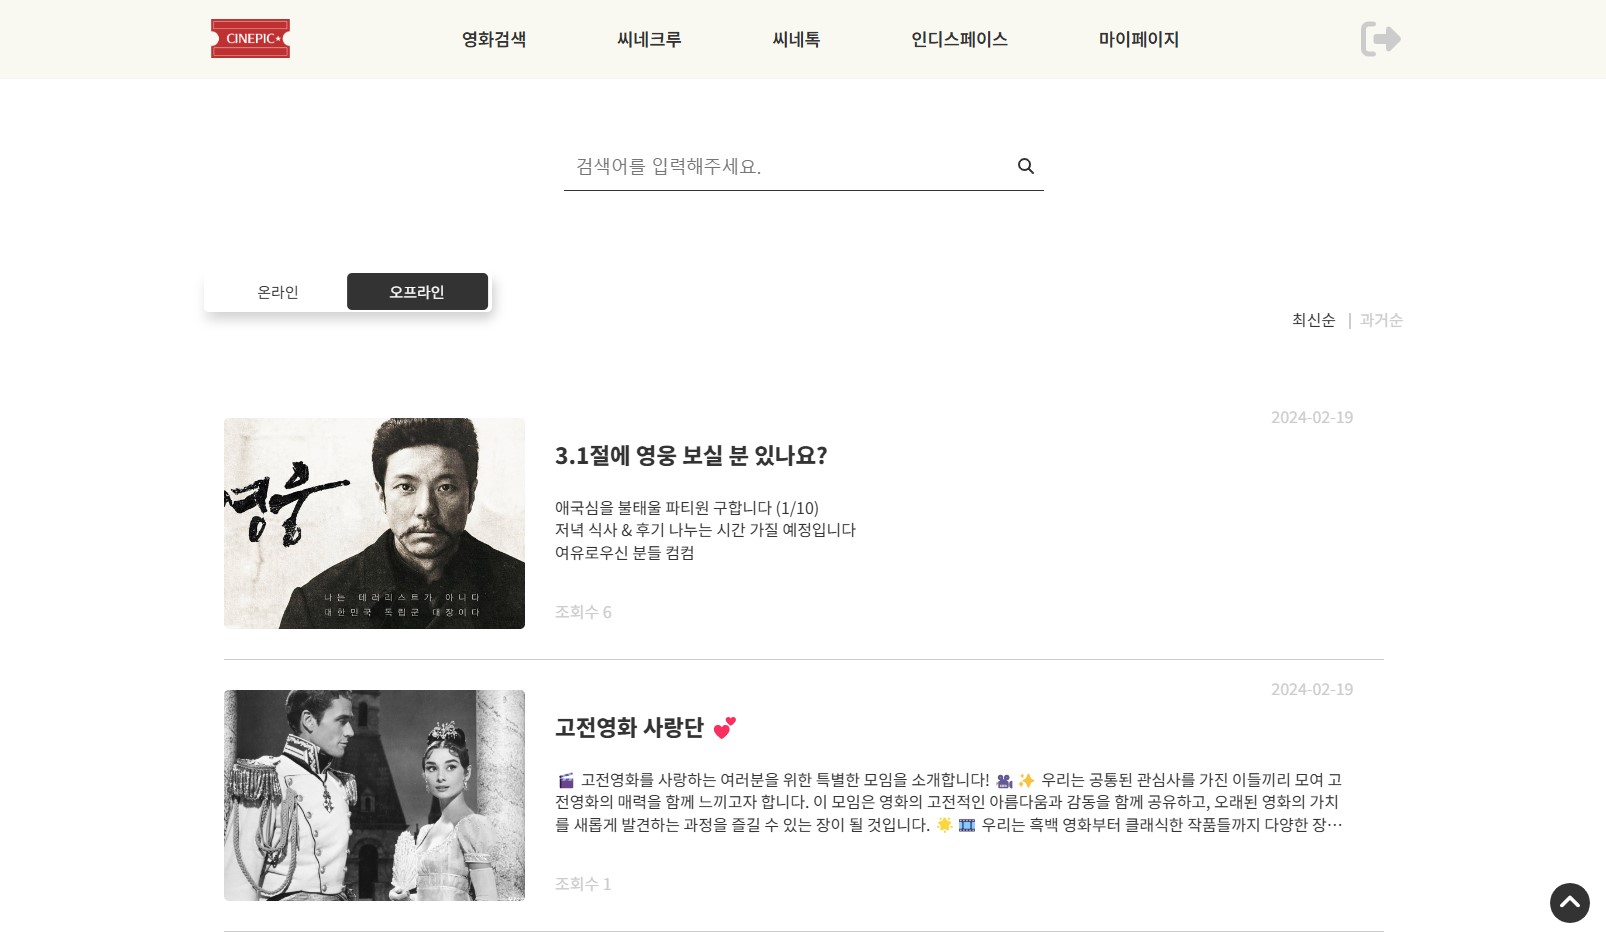 CINEPIC★
영화검색
씨네크루
씨네톡
인디스페이스
마이페이지
검색어를 입력해주세요.
온라인
오프라인
최신순 | 과거순
2024-02-19
영웅
나는 테러리스트가 아니다
대한민국 독립군 대장이다
3.1절에 영웅 보실 분 있나요?
애국심을 불태울 파티원 구합니다 (1/10)
저녁 식사 & 후기 나누는 시간 가질 예정입니다
여유로우신 분들 컴컴
조회수 6
2024-02-19
고전영화 사랑단 💕
🎬 고전영화를 사랑하는 여러분을 위한 특별한 모임을 소개합니다! 🎥 ✨ 우리는 공통된 관심사를 가진 이들끼리 모여 고
전영화의 매력을 함께 느끼고자 합니다. 이 모임은 영화의 고전적인 아름다움과 감동을 함께 공유하고, 오래된 영화의 가치
를 새롭게 발견하는 과정을 즐길 수 있는 장이 될 것입니다. 🌟 🎞️ 우리는 흑백 영화부터 클래식한 작품들까지 다양한 장…
조회수 1